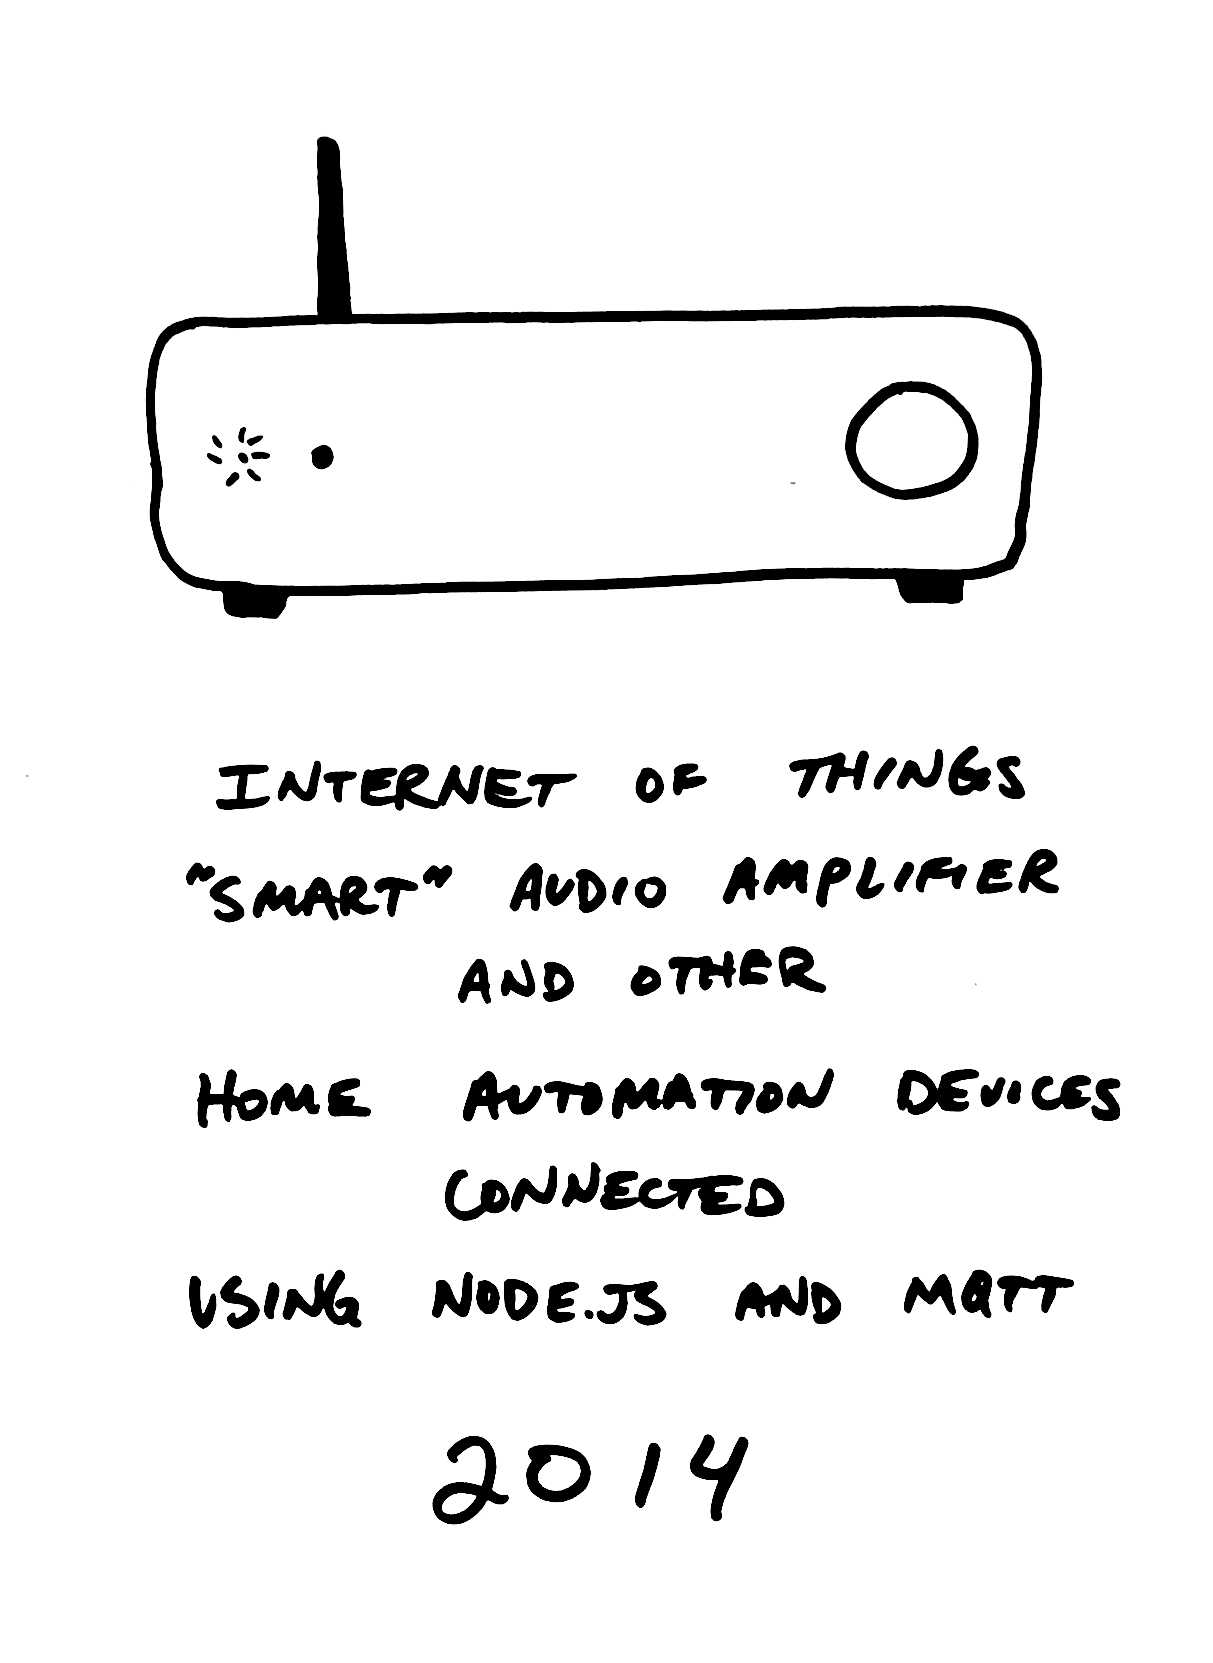 INTERNET OF THINGS
"SMART" AUDIO AMPLIFIER
AND OTHER
HOME AUTOMATION DEVICES
CONNECTED
USING NODE.JS AND MQTT
2014